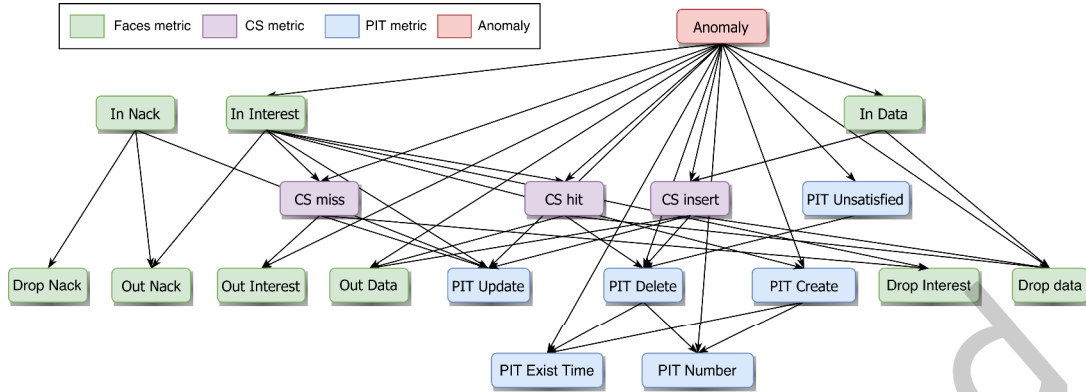 Faces metric
CS metric
PIT metric
Anomaly
Anomaly
In Nack
In Interest
In Data
CS miss
CS hit
CS insert
PIT Unsatisfied
Drop Nack
Out Nack
Out Interest
Out Data
PIT Update
PIT Delete
PIT Create
Drop Interest
Drop data
PIT Exist Time
PIT Number